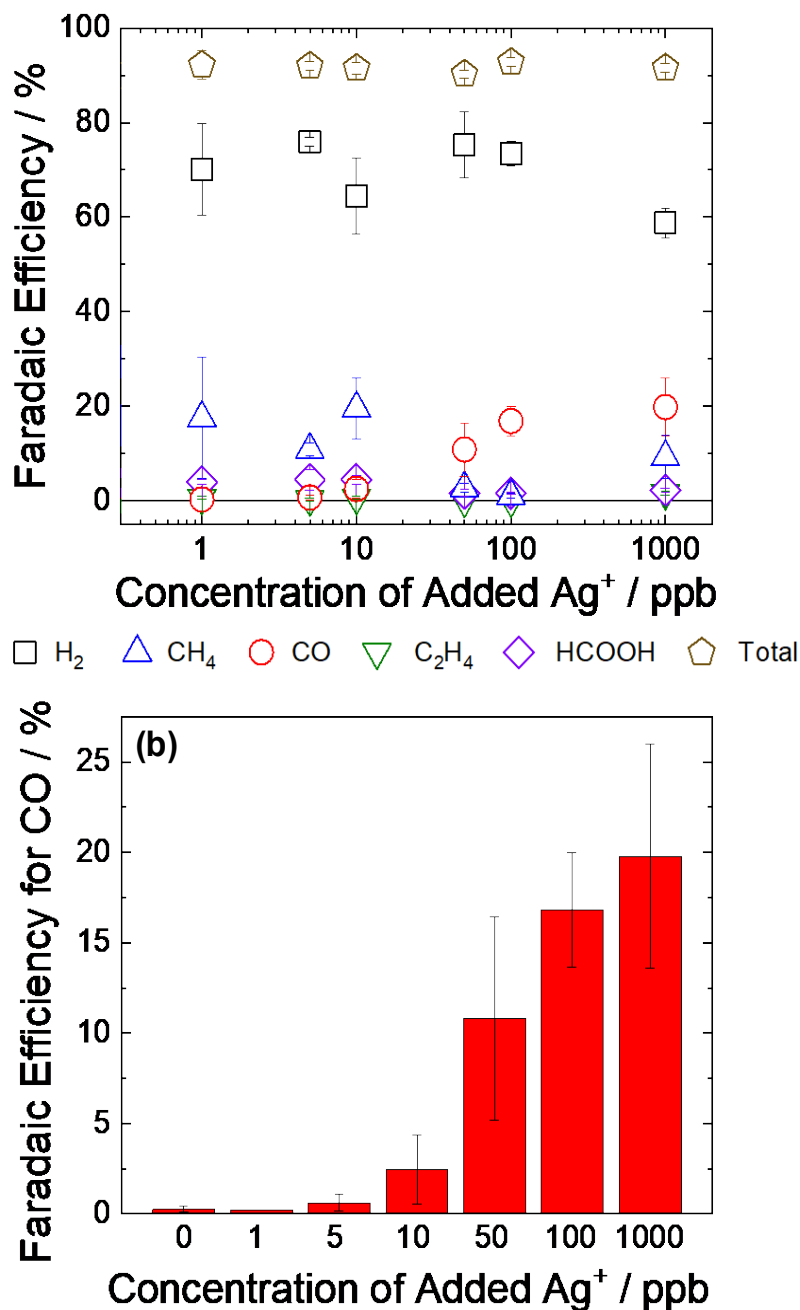 100
80
60
40
20
0
Faradaic Efficiency / %
1 10 100 1000
Concentration of Added Ag⁺ / ppb
H₂ CH₄ CO C₂H₄ HCOOH Total
(b)
25
20
15
10
5
0
Faradaic Efficiency for CO / %
0 1 5 10 50 100 1000
Concentration of Added Ag⁺ / ppb